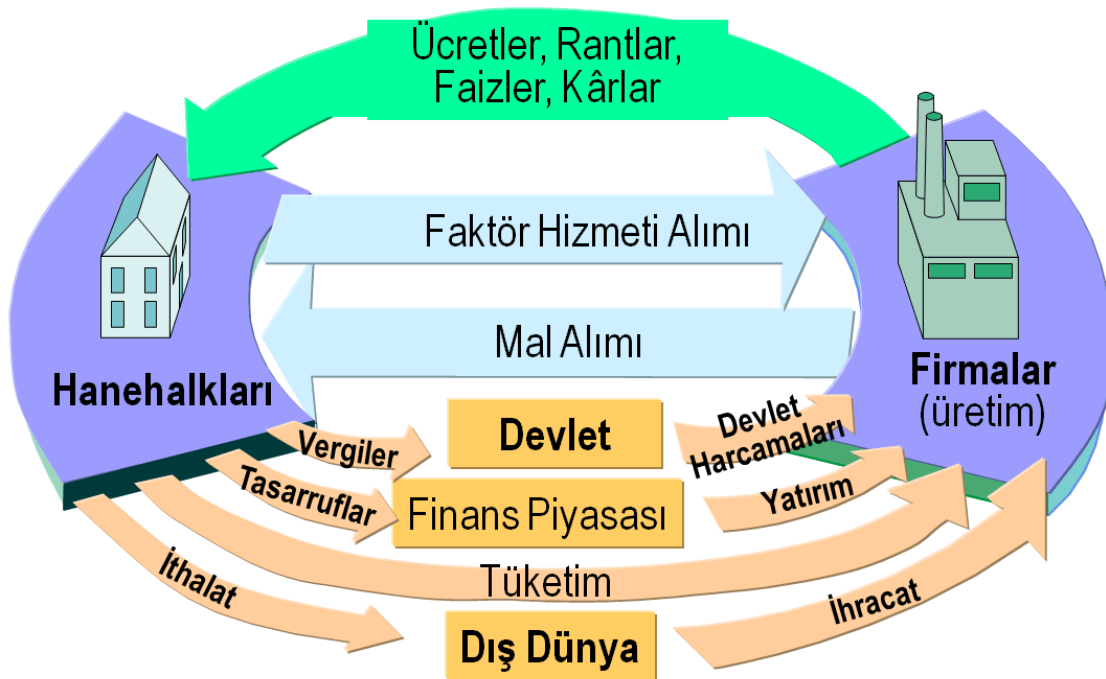 Ücretler, Rantlar,
Faizler, Kârlar
Faktör Hizmeti Alımı
Mal Alımı
Hanehalkları
Firmalar
(üretim)
Vergiler
Devlet
Devlet
Harcamaları
Tasarruflar
Finans Piyasası
Yatırım
Tüketim
İthalat
Dış Dünya
İhracat